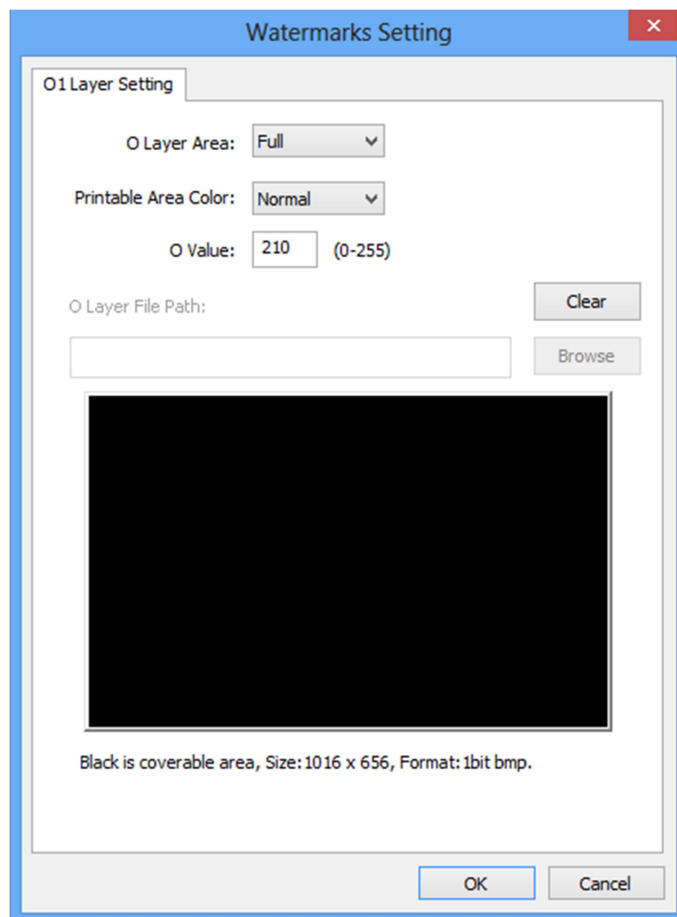 Watermarks Setting
O1 Layer Setting
O Layer Area: Full
Printable Area Color: Normal
O Value: 210 (0-255)
Clear
O Layer File Path:
Browse
Black is coverable area, Size:1016 x 656, Format:1bit bmp.
OK Cancel